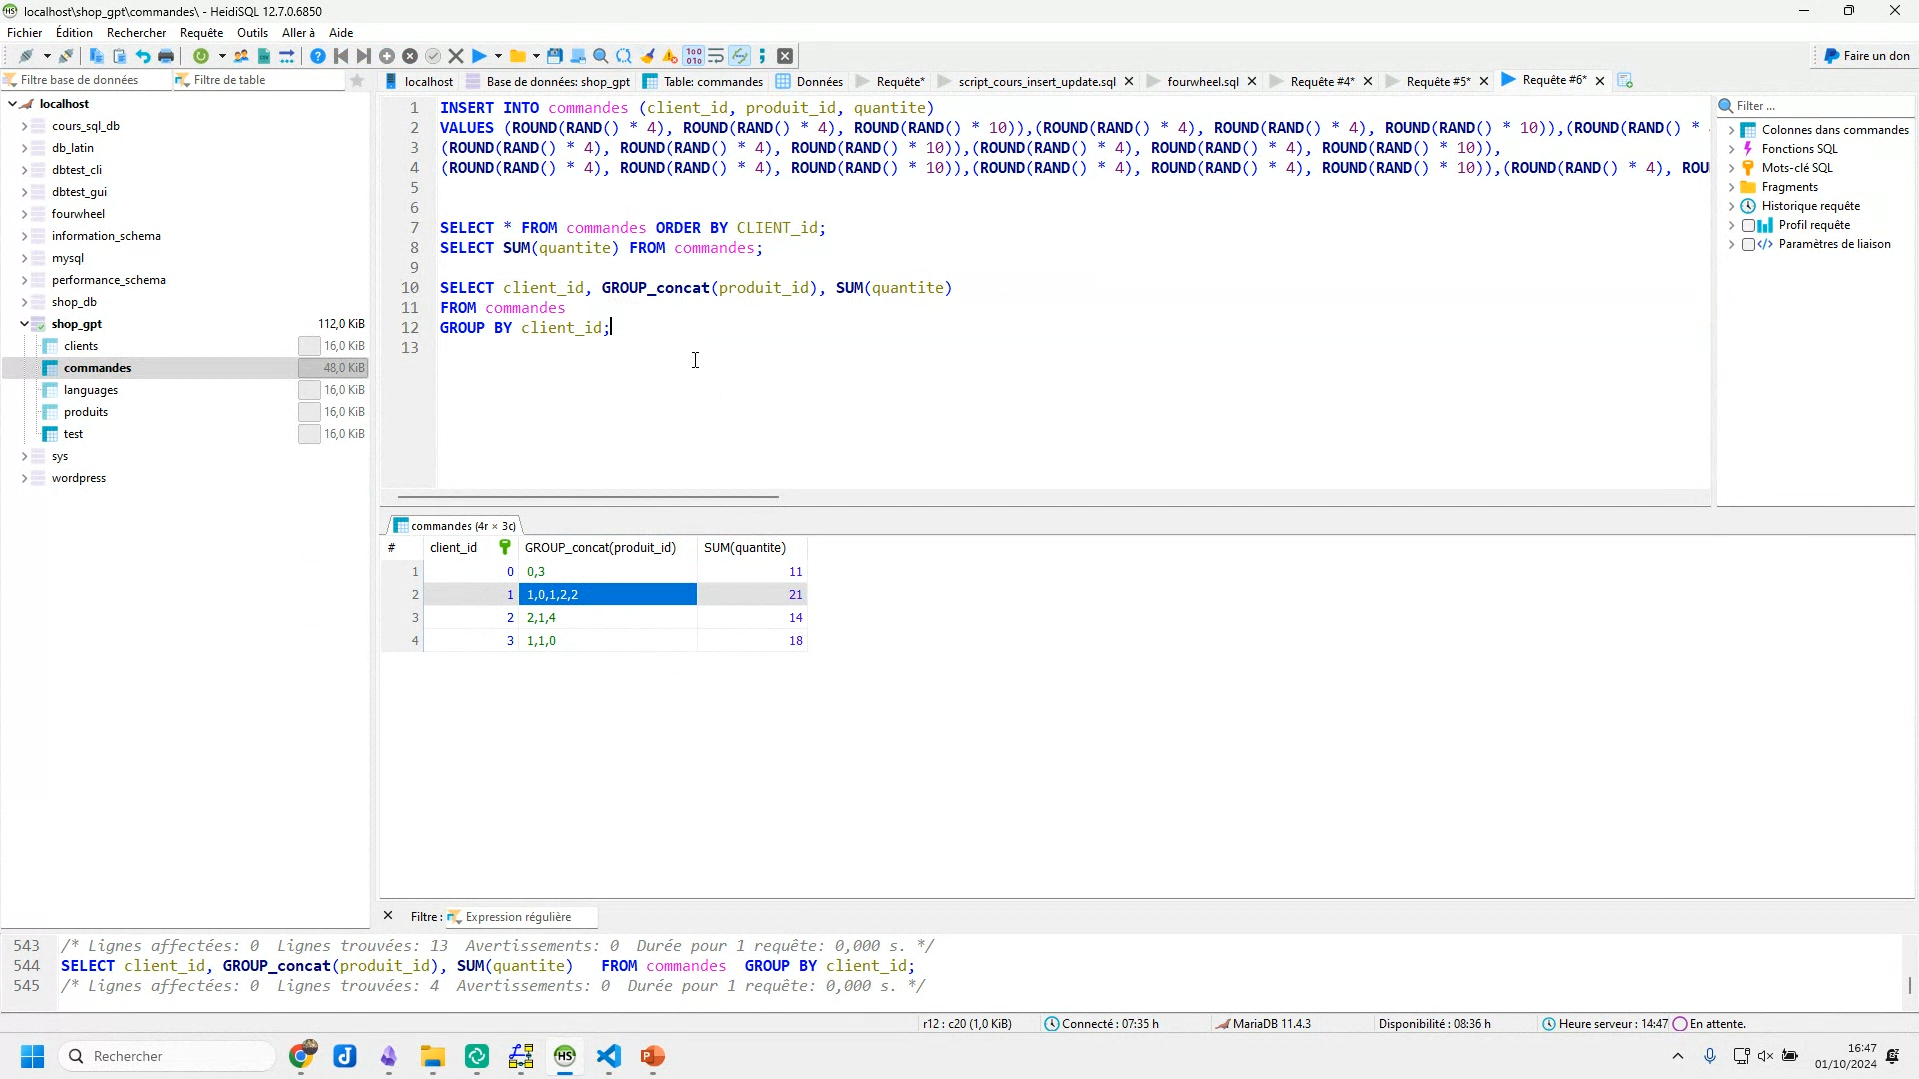 localhost\shop_gpt\commandes\ - HeidiSQL 12.7.0.6850
Fichier Édition Rechercher Requête Outils Aller à Aide
Faire un don
Filtre base de données Filtre de table
localhost Base de données: shop_gpt Table: commandes Données Requête* script_cours_insert_update.sql fourwheel.sql Requête #4* Requête #5* Requête #6*
localhost
cours_sql_db
db_latin
dbtest_cli
dbtest_gui
fourwheel
information_schema
mysql
performance_schema
shop_db
shop_gpt 112,0 KiB
clients 16,0 KiB
commandes 48,0 KiB
languages 16,0 KiB
produits 16,0 KiB
test 16,0 KiB
sys
wordpress
1 INSERT INTO commandes (client_id, produit_id, quantite)
2 VALUES (ROUND(RAND() * 4), ROUND(RAND() * 4), ROUND(RAND() * 10)),(ROUND(RAND() * 4), ROUND(RAND() * 4), ROUND(RAND() * 10)),(ROUND(RAND() *
3 (ROUND(RAND() * 4), ROUND(RAND() * 4), ROUND(RAND() * 10)),(ROUND(RAND() * 4), ROUND(RAND() * 4), ROUND(RAND() * 10)),
4 (ROUND(RAND() * 4), ROUND(RAND() * 4), ROUND(RAND() * 10)),(ROUND(RAND() * 4), ROUND(RAND() * 4), ROUND(RAND() * 10)),(ROUND(RAND() * 4), ROU
5
6
7 SELECT * FROM commandes ORDER BY CLIENT_id;
8 SELECT SUM(quantite) FROM commandes;
9
10 SELECT client_id, GROUP_concat(produit_id), SUM(quantite)
11 FROM commandes
12 GROUP BY client_id;
13
Filter ...
Colonnes dans commandes
Fonctions SQL
Mots-clé SQL
Fragments
Historique requête
Profil requête
Paramètres de liaison
commandes (4r × 3c)
# client_id GROUP_concat(produit_id) SUM(quantite)
1 0 0,3 11
2 1 1,0,1,2,2 21
3 2 2,1,4 14
4 3 1,1,0 18
Filtre : Expression régulière
543 /* Lignes affectées: 0 Lignes trouvées: 13 Avertissements: 0 Durée pour 1 requête: 0,000 s. */
544 SELECT client_id, GROUP_concat(produit_id), SUM(quantite) FROM commandes GROUP BY client_id;
545 /* Lignes affectées: 0 Lignes trouvées: 4 Avertissements: 0 Durée pour 1 requête: 0,000 s. */
r12 : c20 (1,0 KiB) Connecté : 07:35 h MariaDB 11.4.3 Disponibilité : 08:36 h Heure serveur : 14:47 En attente.
Rechercher
16:47
01/10/2024